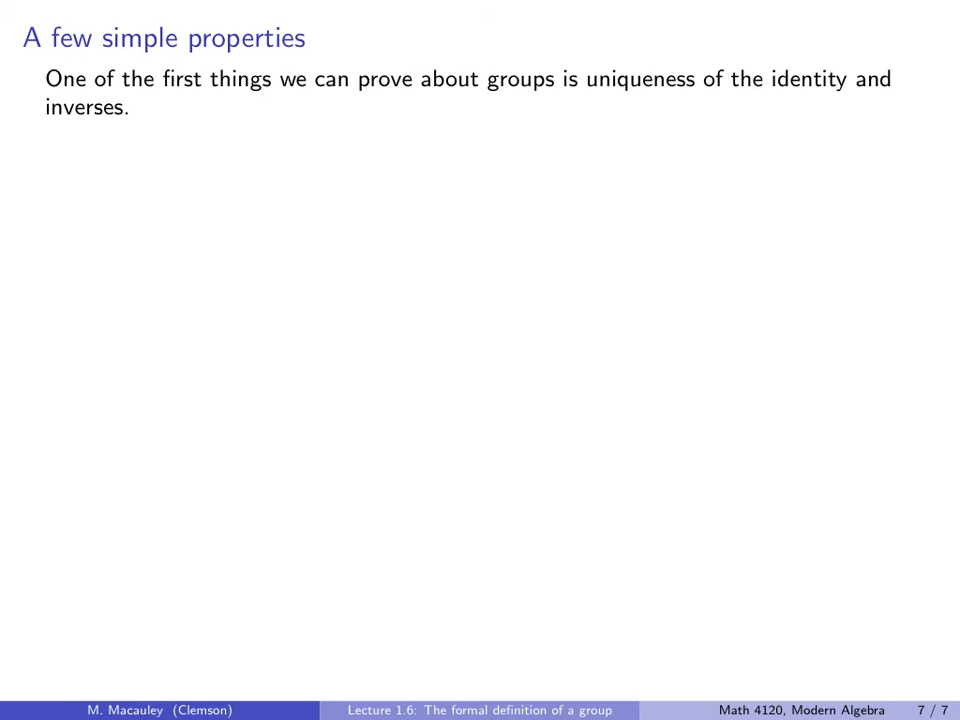 A few simple properties
One of the first things we can prove about groups is uniqueness of the identity and
inverses.
M. Macauley (Clemson)
Lecture 1.6: The formal definition of a group
Math 4120, Modern Algebra
7 / 7